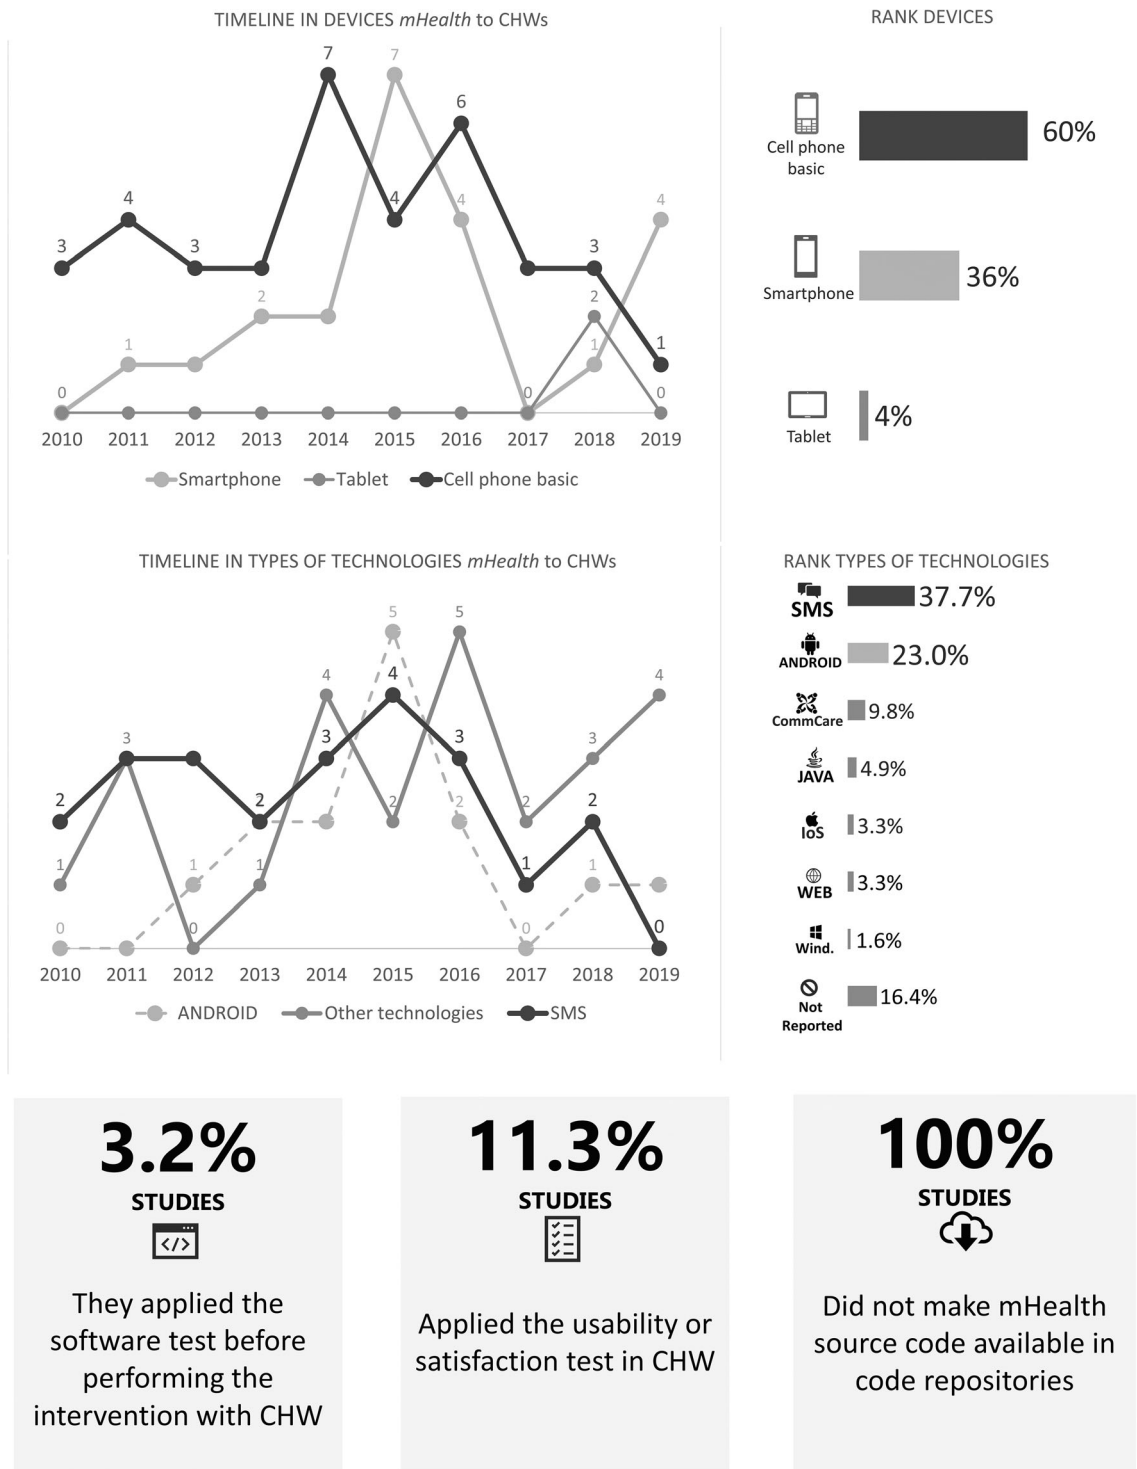 TIMELINE IN DEVICES mHealth to CHWs
7
7
6
4
4
4
4
3
3
3
2
2
1
1
1
0
0
0
2010 2011 2012 2013 2014 2015 2016 2017 2018 2019
Smartphone Tablet Cell phone basic
RANK DEVICES
Cell phone
basic
60%
Smartphone
36%
Tablet
4%
TIMELINE IN TYPES OF TECHNOLOGIES mHealth to CHWs
5
5
4
4
4
3
3
3
3
2
2
2
2
2
2
1
1
1
1
1
0
0
0
0
2010 2011 2012 2013 2014 2015 2016 2017 2018 2019
ANDROID Other technologies SMS
RANK TYPES OF TECHNOLOGIES
SMS 37.7%
ANDROID 23.0%
CommCare 9.8%
JAVA 4.9%
IoS 3.3%
WEB 3.3%
Wind. 1.6%
Not
Reported
16.4%
3.2%
STUDIES
</>
They applied the
software test before
performing the
intervention with CHW
11.3%
STUDIES
Applied the usability or
satisfaction test in CHW
100%
STUDIES
Did not make mHealth
source code available in
code repositories